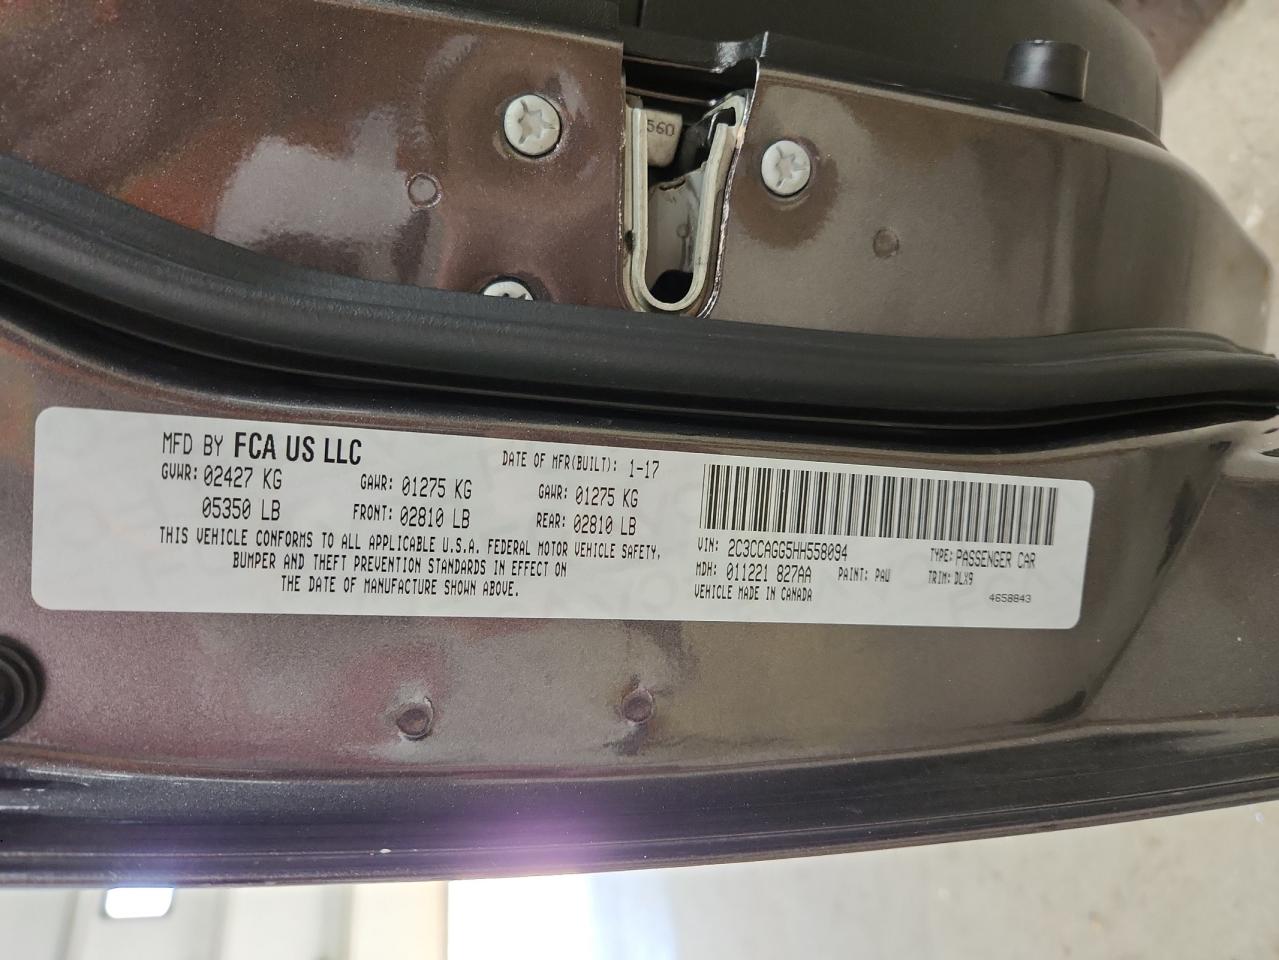 560
MFD BY FCA US LLC
DATE OF MFR(BUILT): 1-17
GVWR: 02427 KG GAWR: 01275 KG GAWR: 01275 KG
05350 LB FRONT: 02810 LB REAR: 02810 LB
THIS VEHICLE CONFORMS TO ALL APPLICABLE U.S.A. FEDERAL MOTOR VEHICLE SAFETY,
BUMPER AND THEFT PREVENTION STANDARDS IN EFFECT ON
THE DATE OF MANUFACTURE SHOWN ABOVE.
VIN: 2C3CCAGG5HH558094 TYPE: PASSENGER CAR
MDH: 011221 827AA PAINT: PAU TRIM: DLX9
VEHICLE MADE IN CANADA 4658843